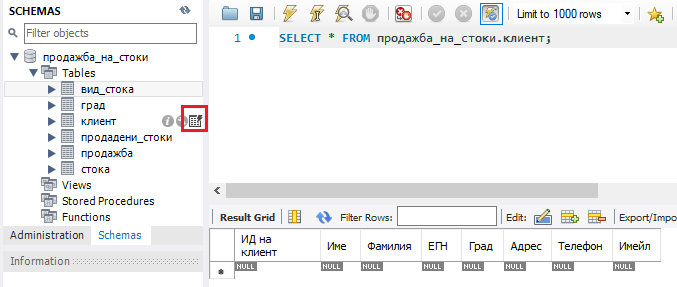 SCHEMAS
Filter objects
продажба_на_стоки
Tables
вид_стока
град
клиент
продадени_стоки
продажба
стока
Views
Stored Procedures
Functions
Administration Schemas
Information
Limit to 1000 rows
1 SELECT * FROM продажба_на_стоки.клиент;
Result Grid Filter Rows: Edit: Export/Impo
ИД на
клиент Име Фамилия ЕГН Град Адрес Телефон Имейл
NULL NULL NULL NULL NULL NULL NULL NULL